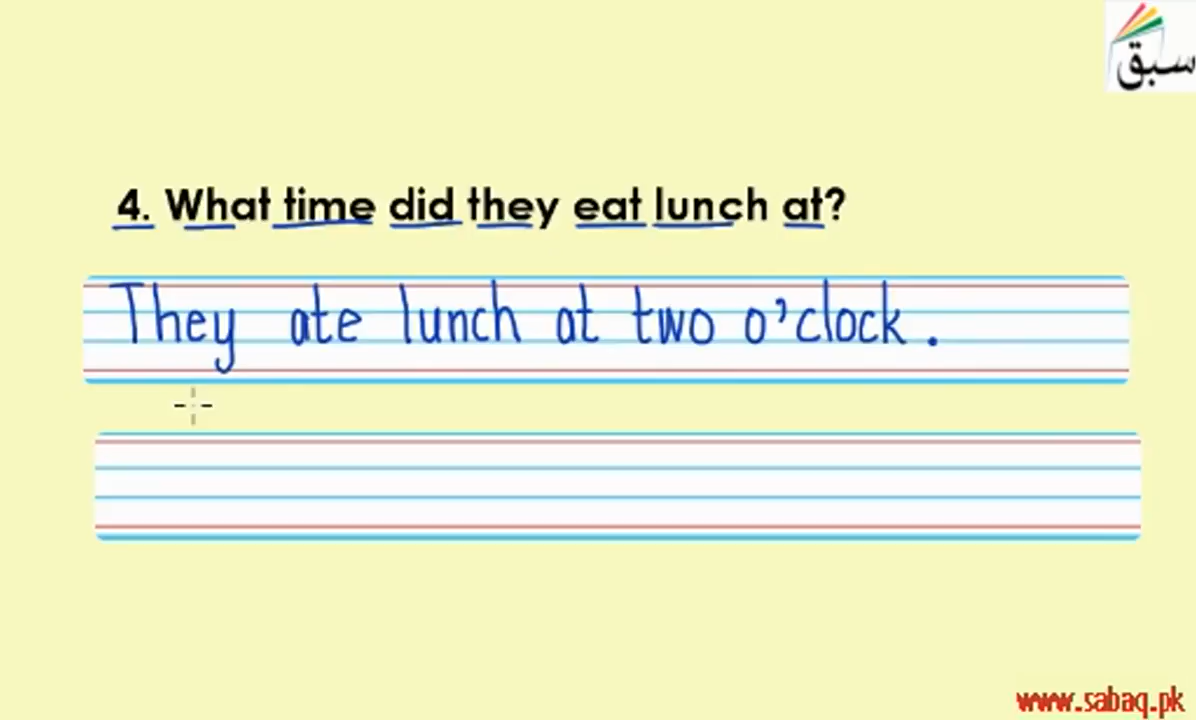 سبق
4. What time did they eat lunch at?
They ate lunch at two o'clock.
www.sabaq.pk